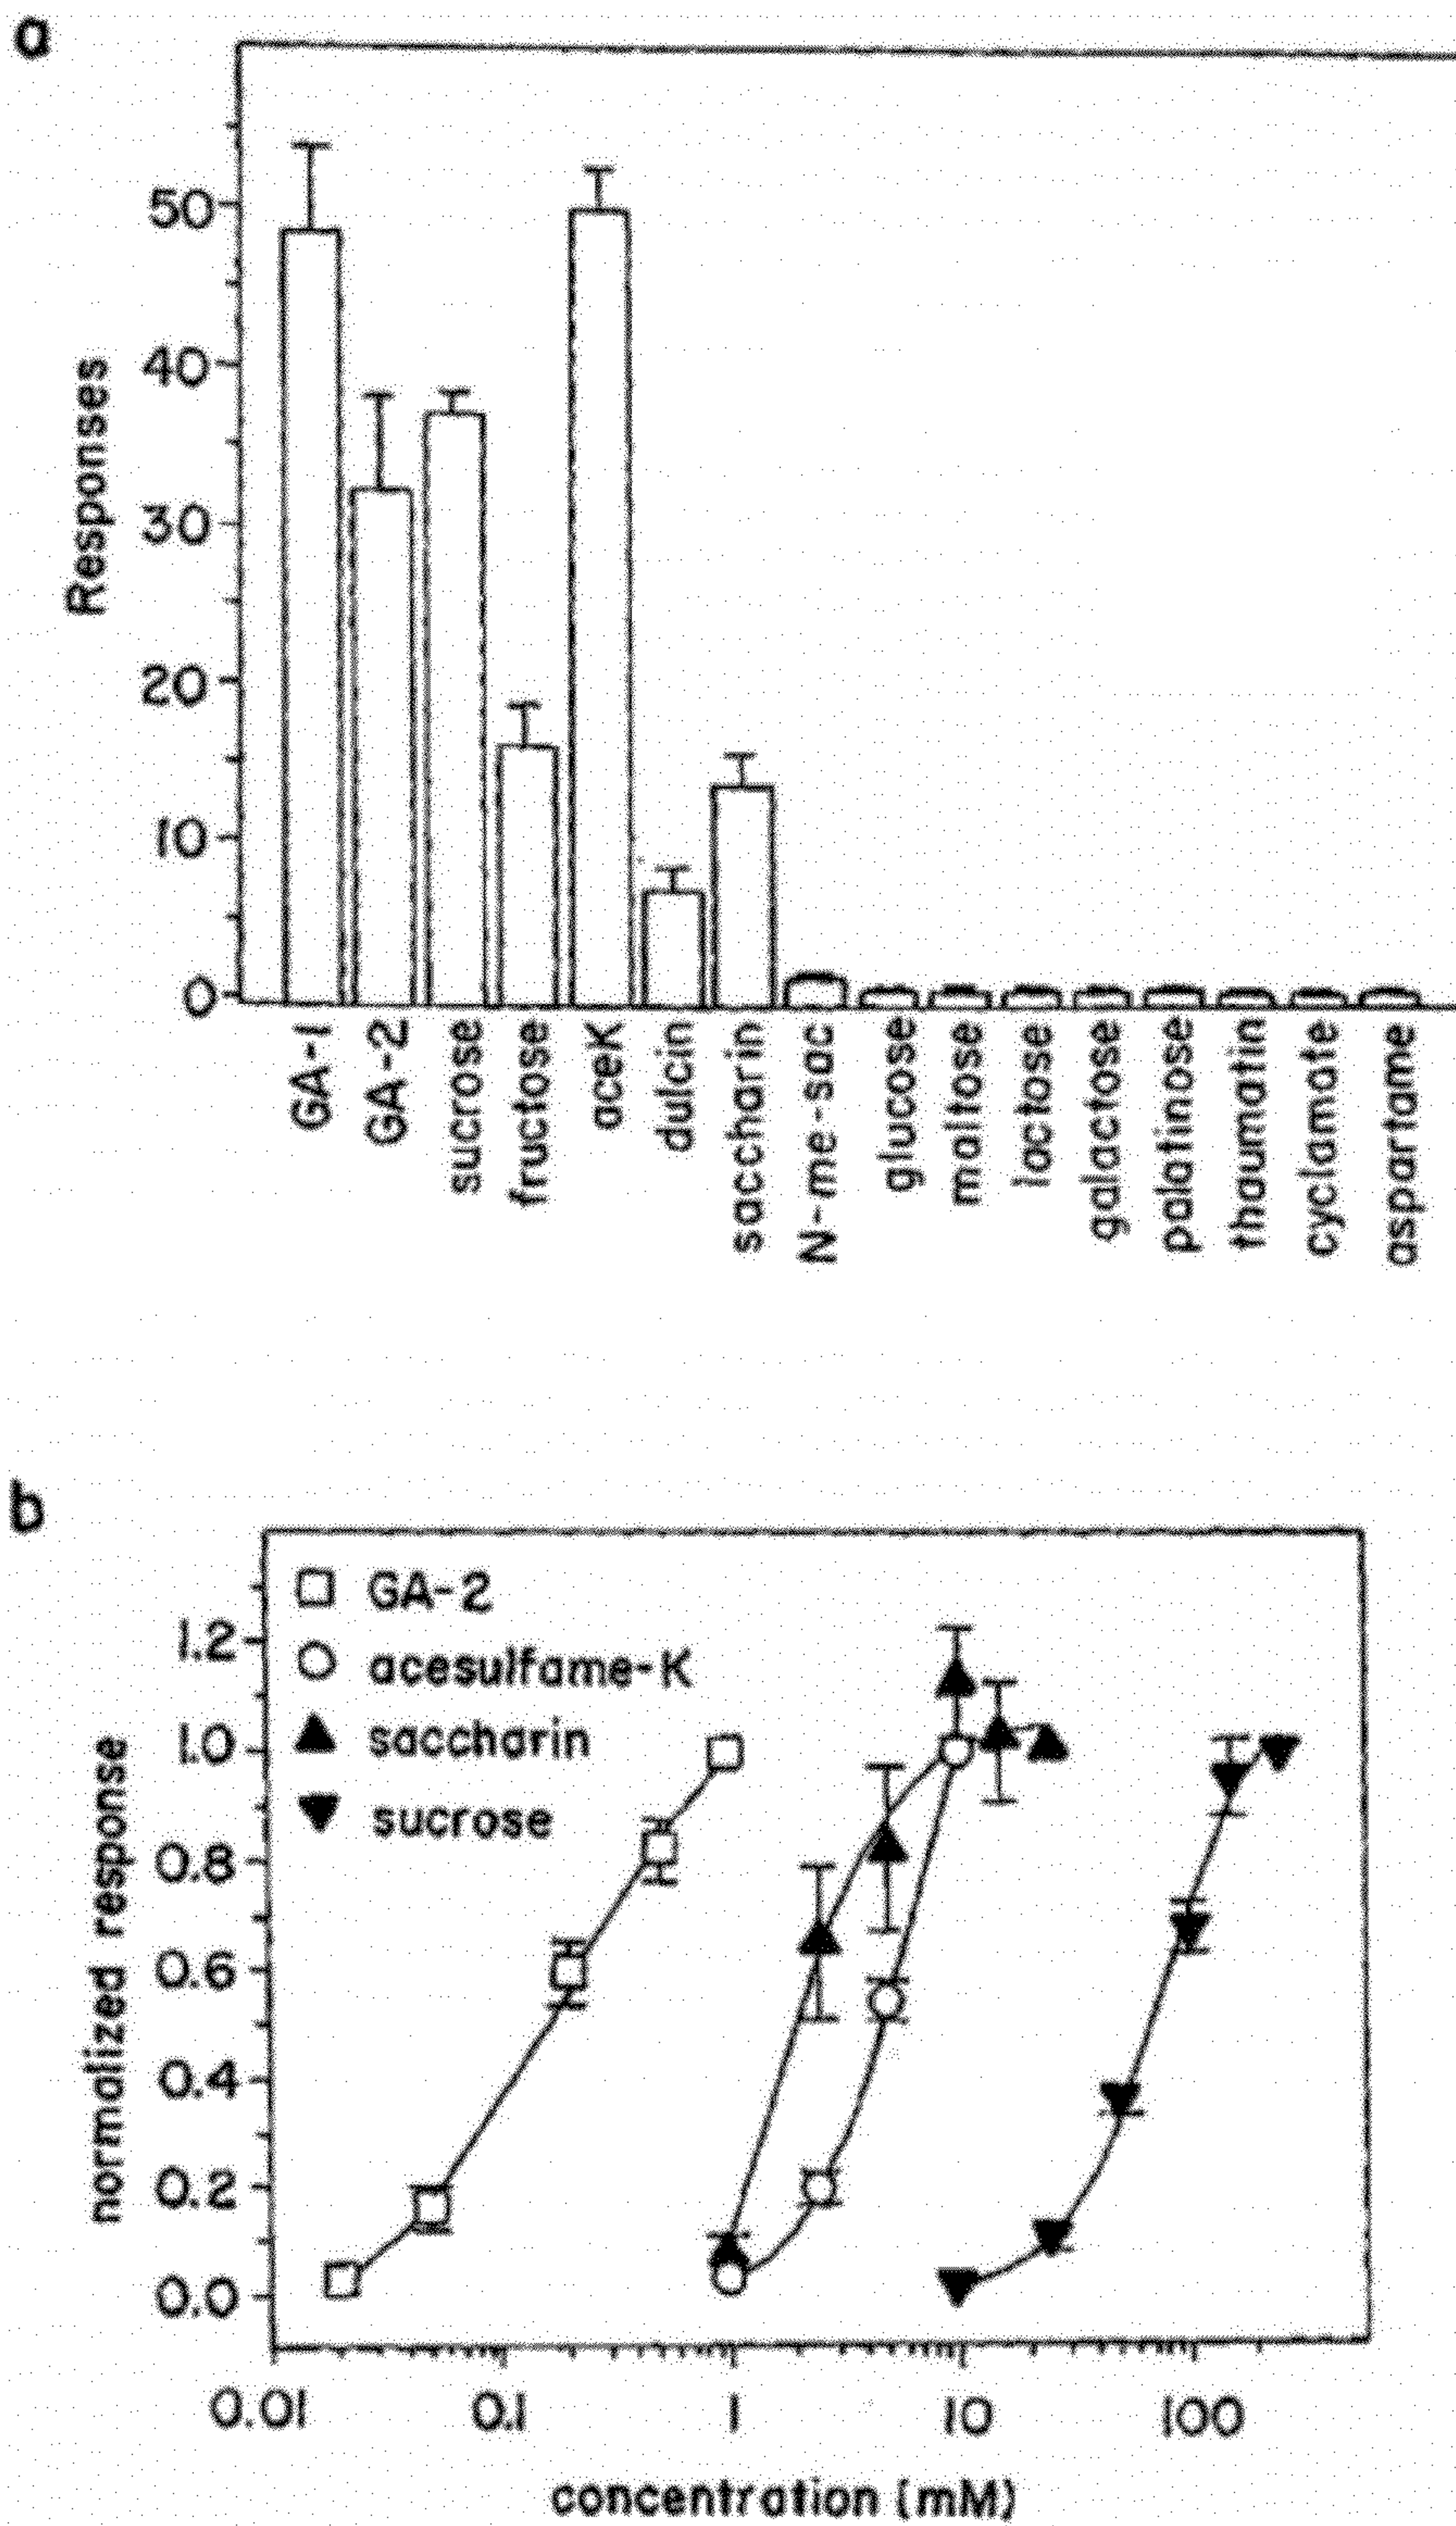 a
50
40
30
20
10
0
Responses
GA-1
GA-2
sucrose
fructose
aceK
dulcin
saccharin
N-me-sac
glucose
maltose
lactose
galactose
palatinose
thaumatin
cyclamate
aspartame
b
GA-2
acesulfame-K
saccharin
sucrose
1.2
1.0
0.8
0.6
0.4
0.2
0.0
normalized response
0.01 0.1 1 10 100
concentration (mM)